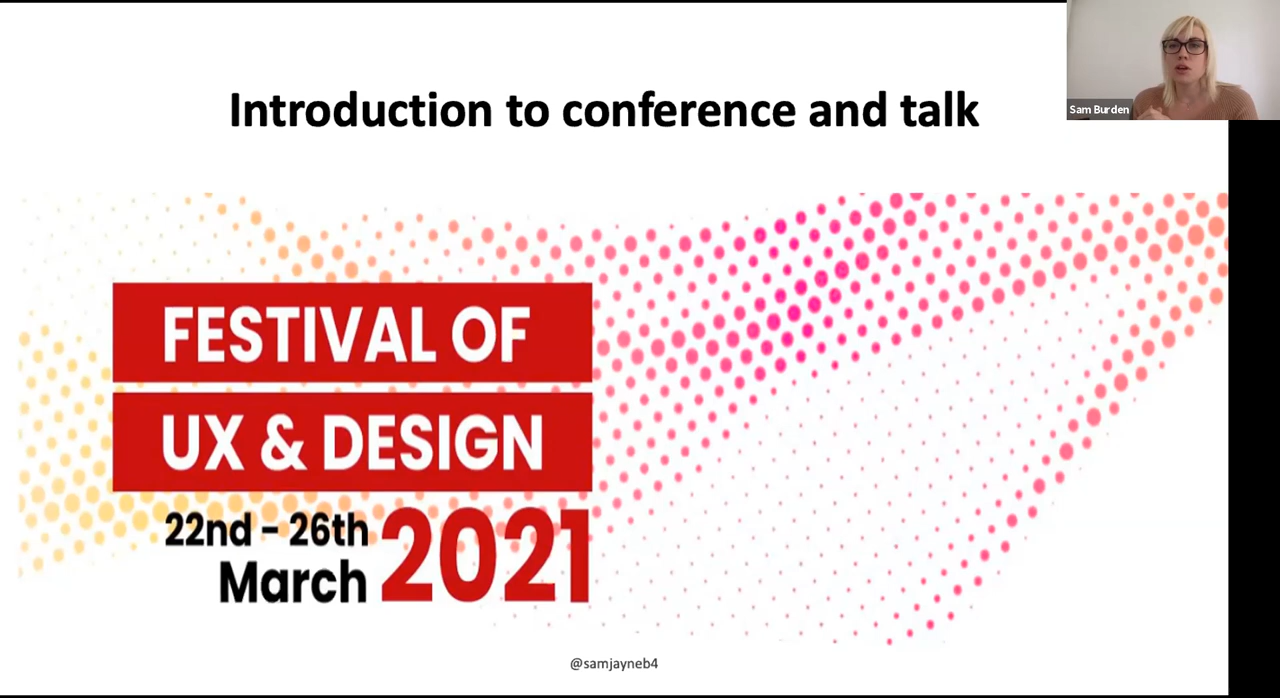 Introduction to conference and talk
Sam Burden
FESTIVAL OF
UX & DESIGN
22nd - 26th
March 2021
@samjayneb4